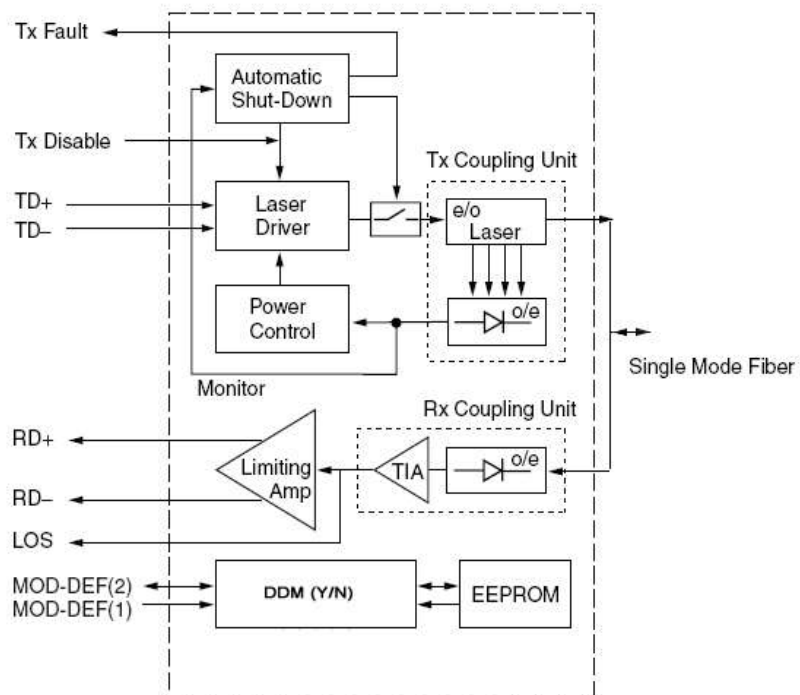 Tx Fault
Automatic
Shut-Down
Tx Disable
Tx Coupling Unit
TD+
TD–
Laser
Driver
e/o
Laser
Power
Control
o/e
Single Mode Fiber
Monitor
Rx Coupling Unit
RD+
RD–
Limiting
Amp
TIA
o/e
LOS
MOD-DEF(2)
MOD-DEF(1)
DDM (Y/N)
EEPROM